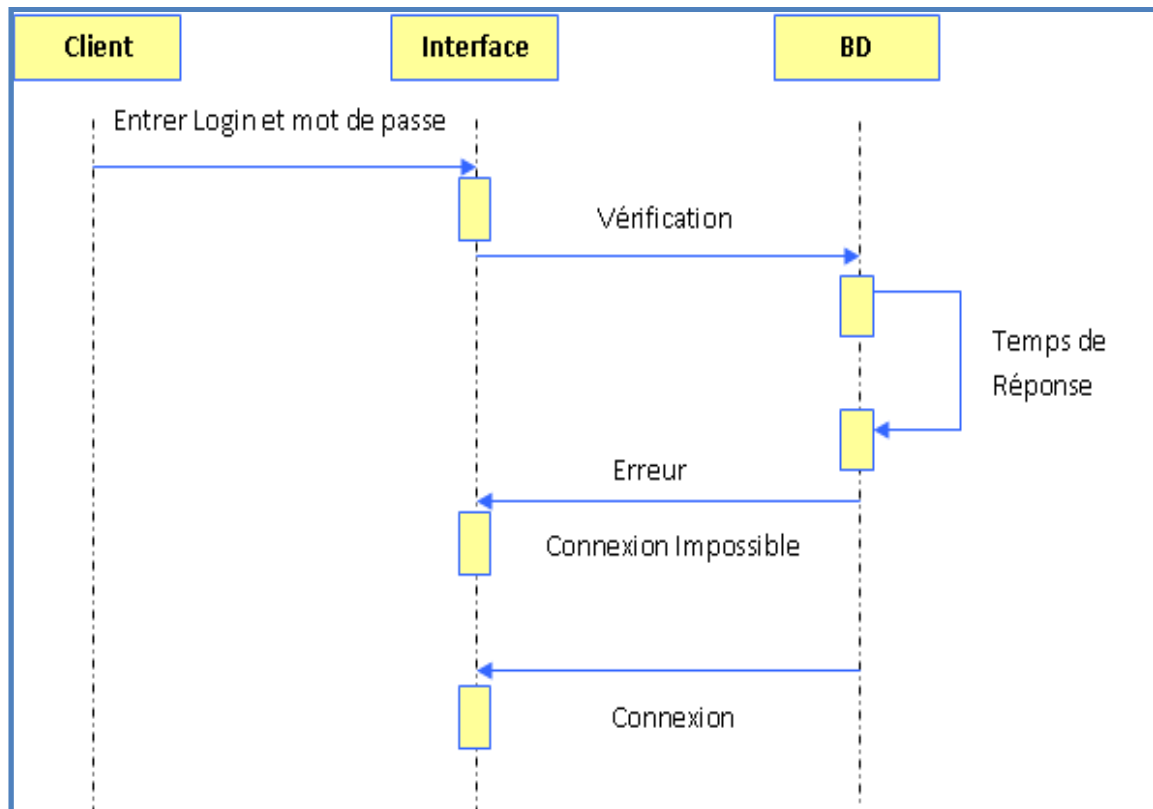 Client
Interface
BD
Entrer Login et mot de passe
Vérification
Temps de
Réponse
Erreur
Connexion Impossible
Connexion